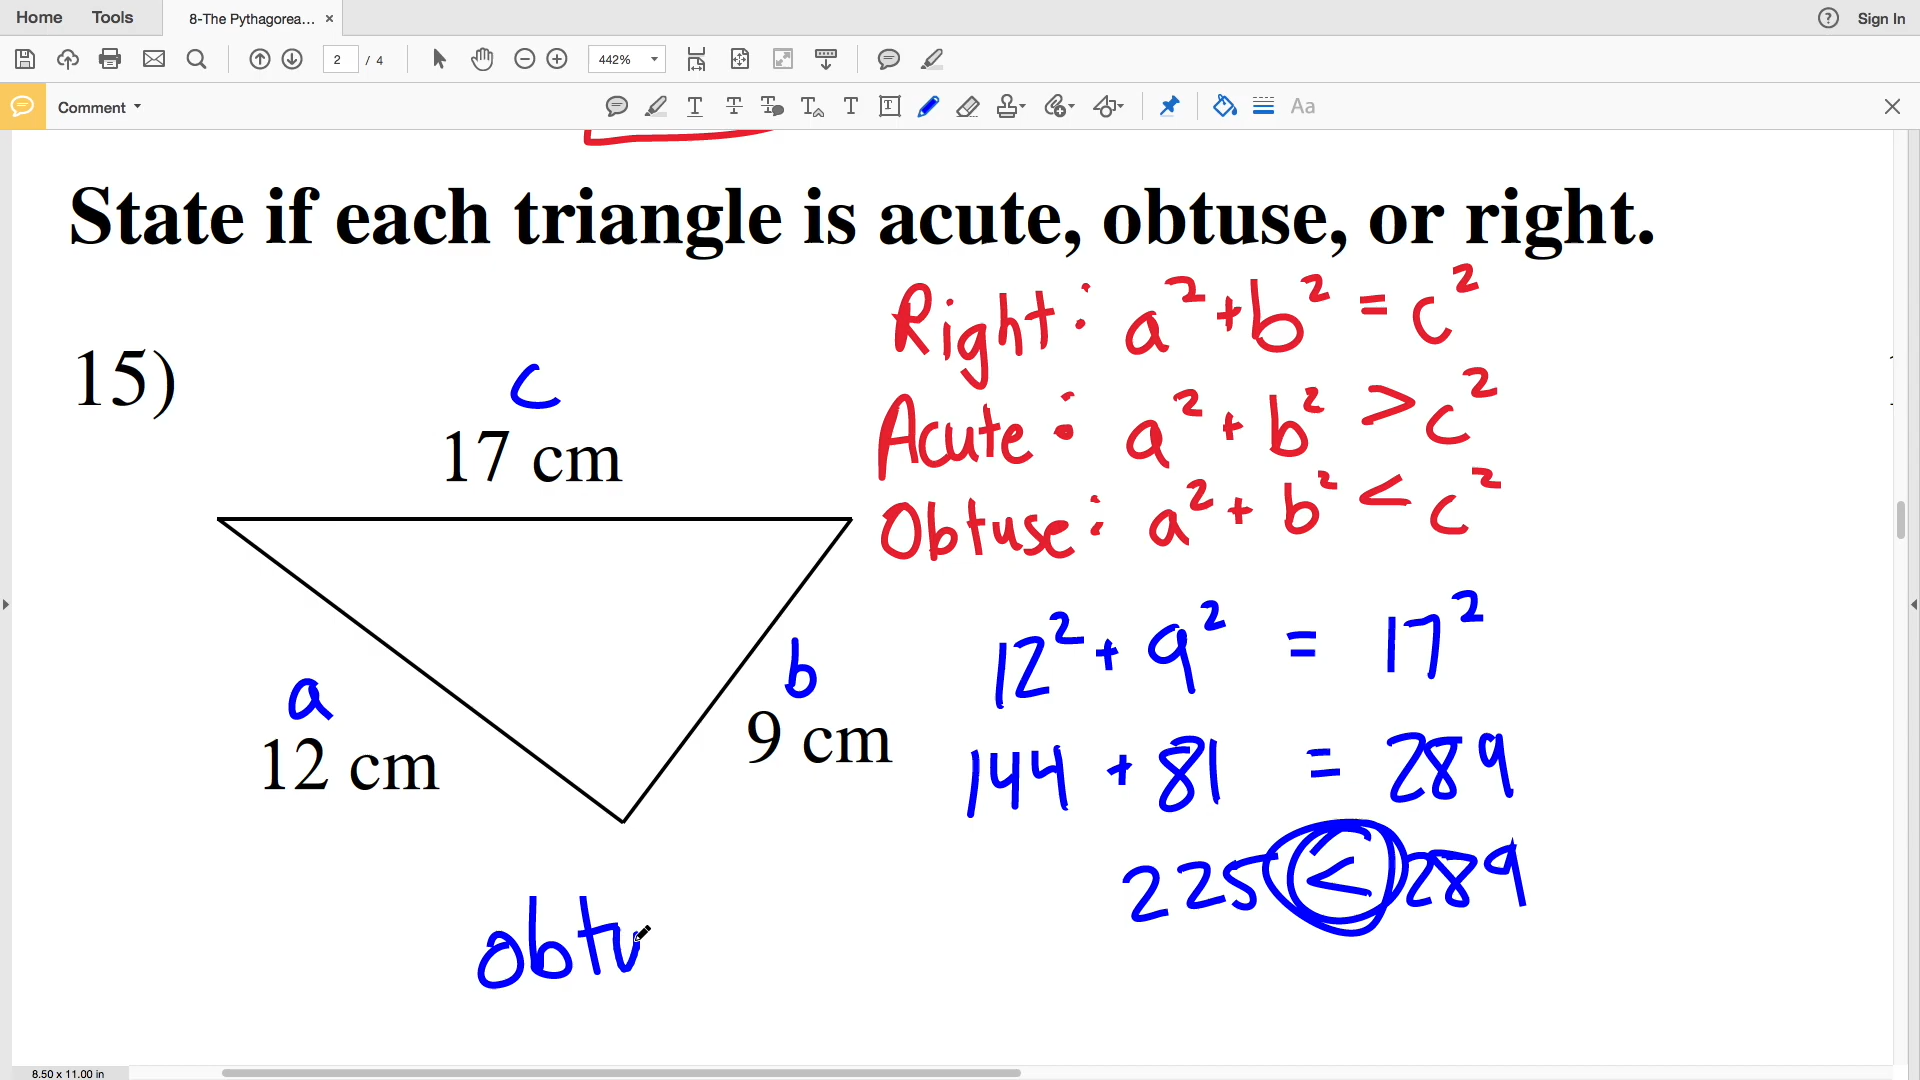 Home Tools 8-The Pythagorea... × ? Sign In
2 / 4 442%
Comment Aa
State if each triangle is acute, obtuse, or right.
15)
c
17 cm
Right: a² + b² = c²
Acute: a² + b² > c²
Obtuse: a² + b² < c²
a
12 cm
b
9 cm
12² + 9² = 17²
144 + 81 = 289
225 < 289
obtu
8.50 x 11.00 in